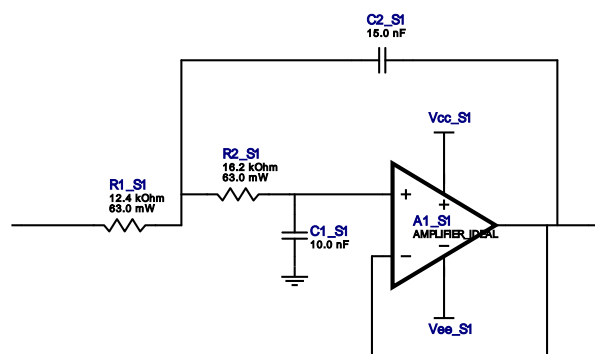 C2_S1
15.0 nF
Vcc_S1
R2_S1
16.2 kOhm
63.0 mW
R1_S1
12.4 kOhm
63.0 mW
+
+
A1_S1
AMPLIFIER_IDEAL
C1_S1
10.0 nF
−
−
Vee_S1